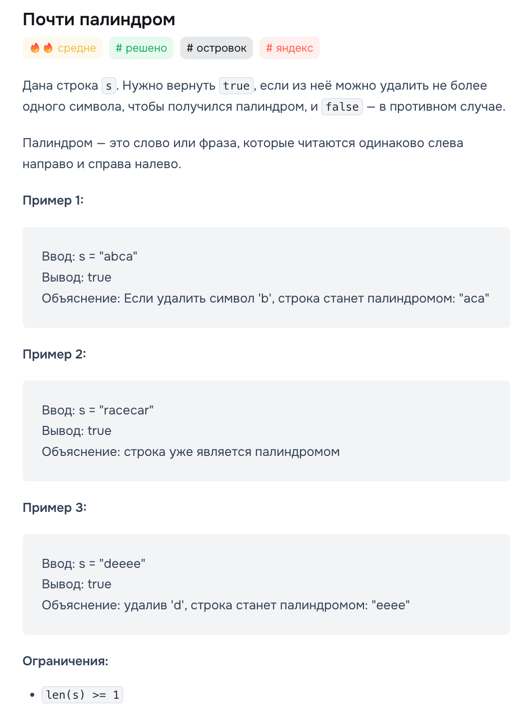 Почти палиндром
🔥🔥 средне # решено # островок # яндекс
Дана строка s. Нужно вернуть true, если из неё можно удалить не более
одного символа, чтобы получился палиндром, и false — в противном случае.
Палиндром — это слово или фраза, которые читаются одинаково слева
направо и справа налево.
Пример 1:
Ввод: s = "abca"
Вывод: true
Объяснение: Если удалить символ 'b', строка станет палиндромом: "aca"
Пример 2:
Ввод: s = "racecar"
Вывод: true
Объяснение: строка уже является палиндромом
Пример 3:
Ввод: s = "deeee"
Вывод: true
Объяснение: удалив 'd', строка станет палиндромом: "eeee"
Ограничения:
• len(s) >= 1